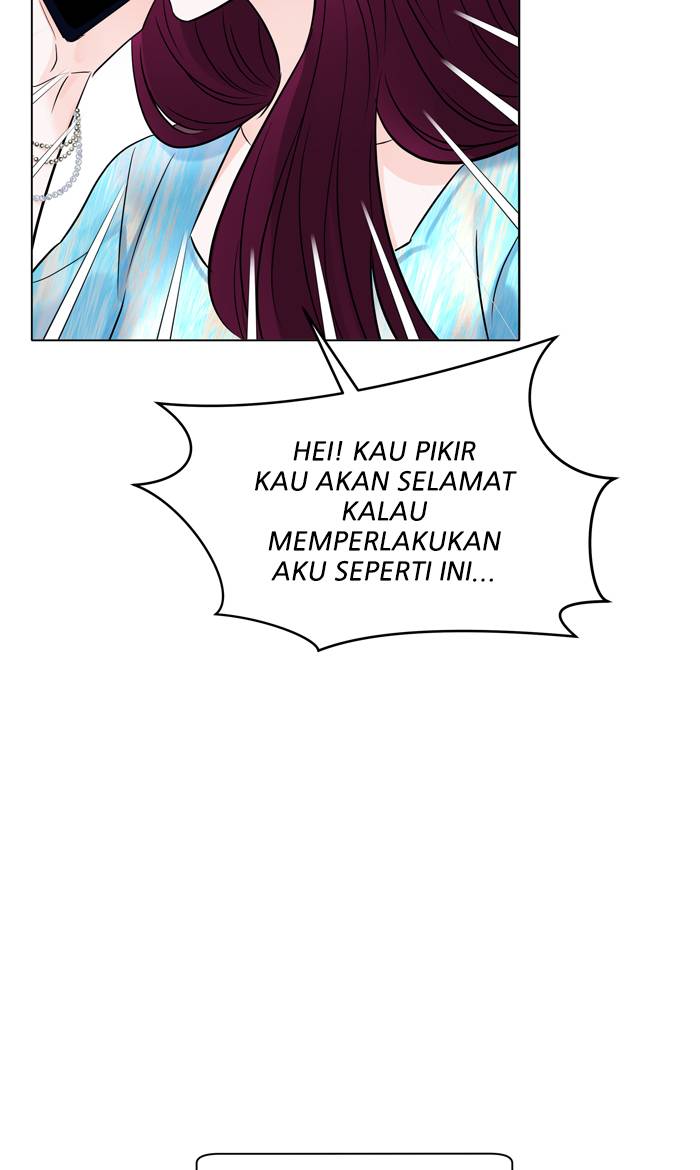 HEI! KAU PIKIR
KAU AKAN SELAMAT
KALAU
MEMPERLAKUKAN
AKU SEPERTI INI...